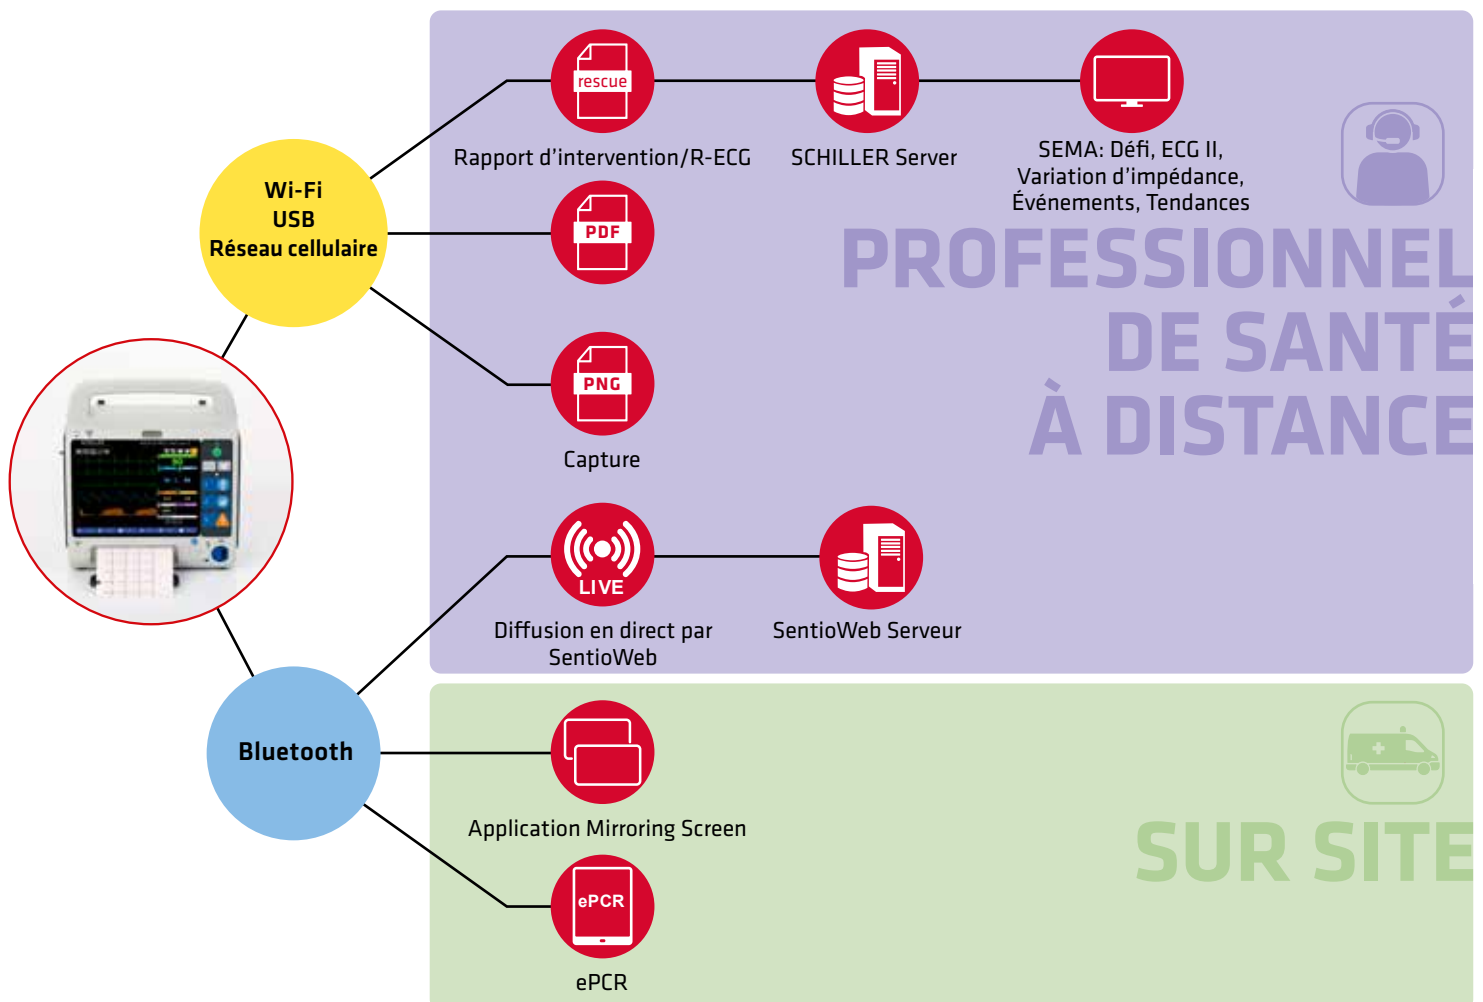 rescue
Rapport d'intervention/R-ECG
SCHILLER Server
SEMA: Défi, ECG II,
Variation d'impédance,
Événements, Tendances
Wi-Fi
USB
Réseau cellulaire
PDF
PROFESSIONNEL
DE SANTÉ
À DISTANCE
PNG
Capture
LIVE
Diffusion en direct par
SentioWeb
SentioWeb Serveur
Bluetooth
Application Mirroring Screen
SUR SITE
ePCR
ePCR